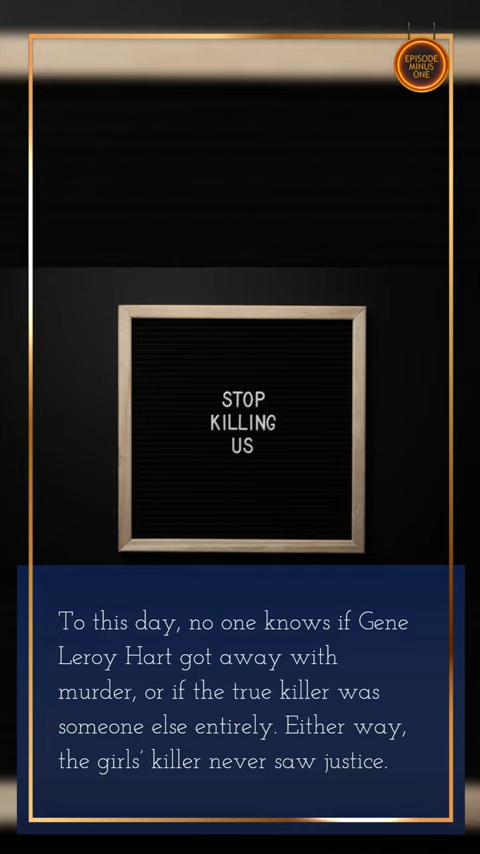 EPISODE
MINUS
ONE
STOP
KILLING
US
To this day, no one knows if Gene
Leroy Hart got away with
murder, or if the true killer was
someone else entirely. Either way,
the girls' killer never saw justice.